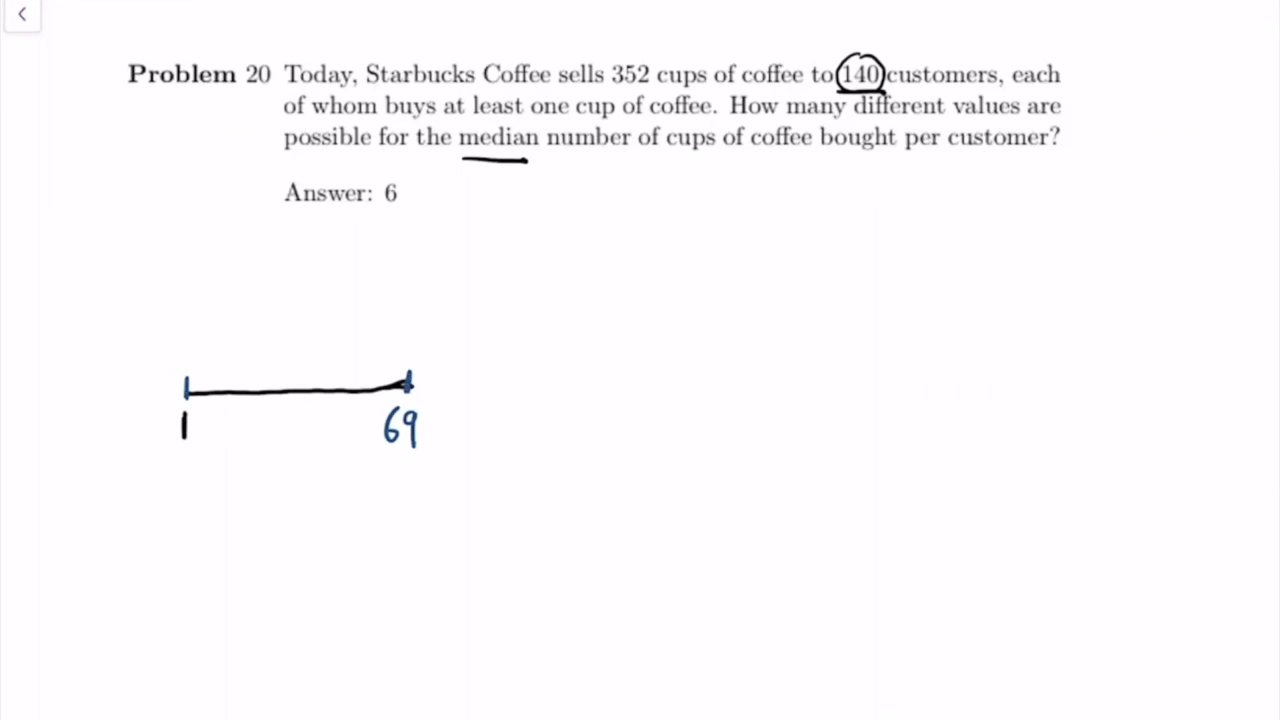 Problem 20 Today, Starbucks Coffee sells 352 cups of coffee to 140 customers, each
of whom buys at least one cup of coffee. How many different values are
possible for the median number of cups of coffee bought per customer?
Answer: 6
1 69